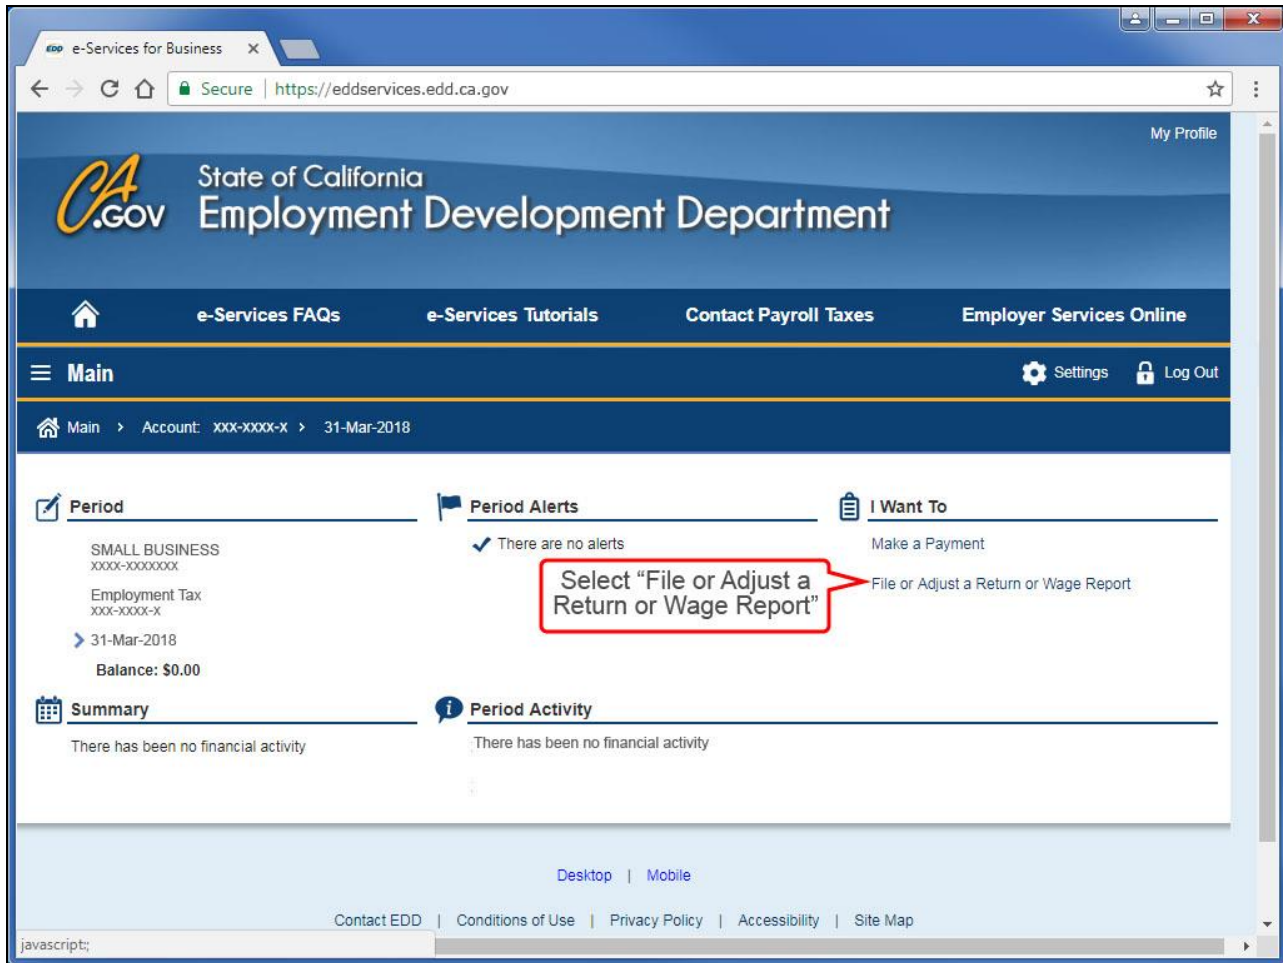 EDD e-Services for Business
Secure | https://eddservices.edd.ca.gov
My Profile
CA.GOV
State of California
Employment Development Department
e-Services FAQs e-Services Tutorials Contact Payroll Taxes Employer Services Online
Main Settings Log Out
Main > Account: xxx-xxxx-x > 31-Mar-2018
Period
SMALL BUSINESS
xxxx-xxxxxxx
Employment Tax
xxx-xxxx-x
31-Mar-2018
Balance: $0.00
Period Alerts
There are no alerts
Select “File or Adjust a
Return or Wage Report”
I Want To
Make a Payment
File or Adjust a Return or Wage Report
Summary
There has been no financial activity
Period Activity
There has been no financial activity
Desktop | Mobile
Contact EDD | Conditions of Use | Privacy Policy | Accessibility | Site Map
javascript:;